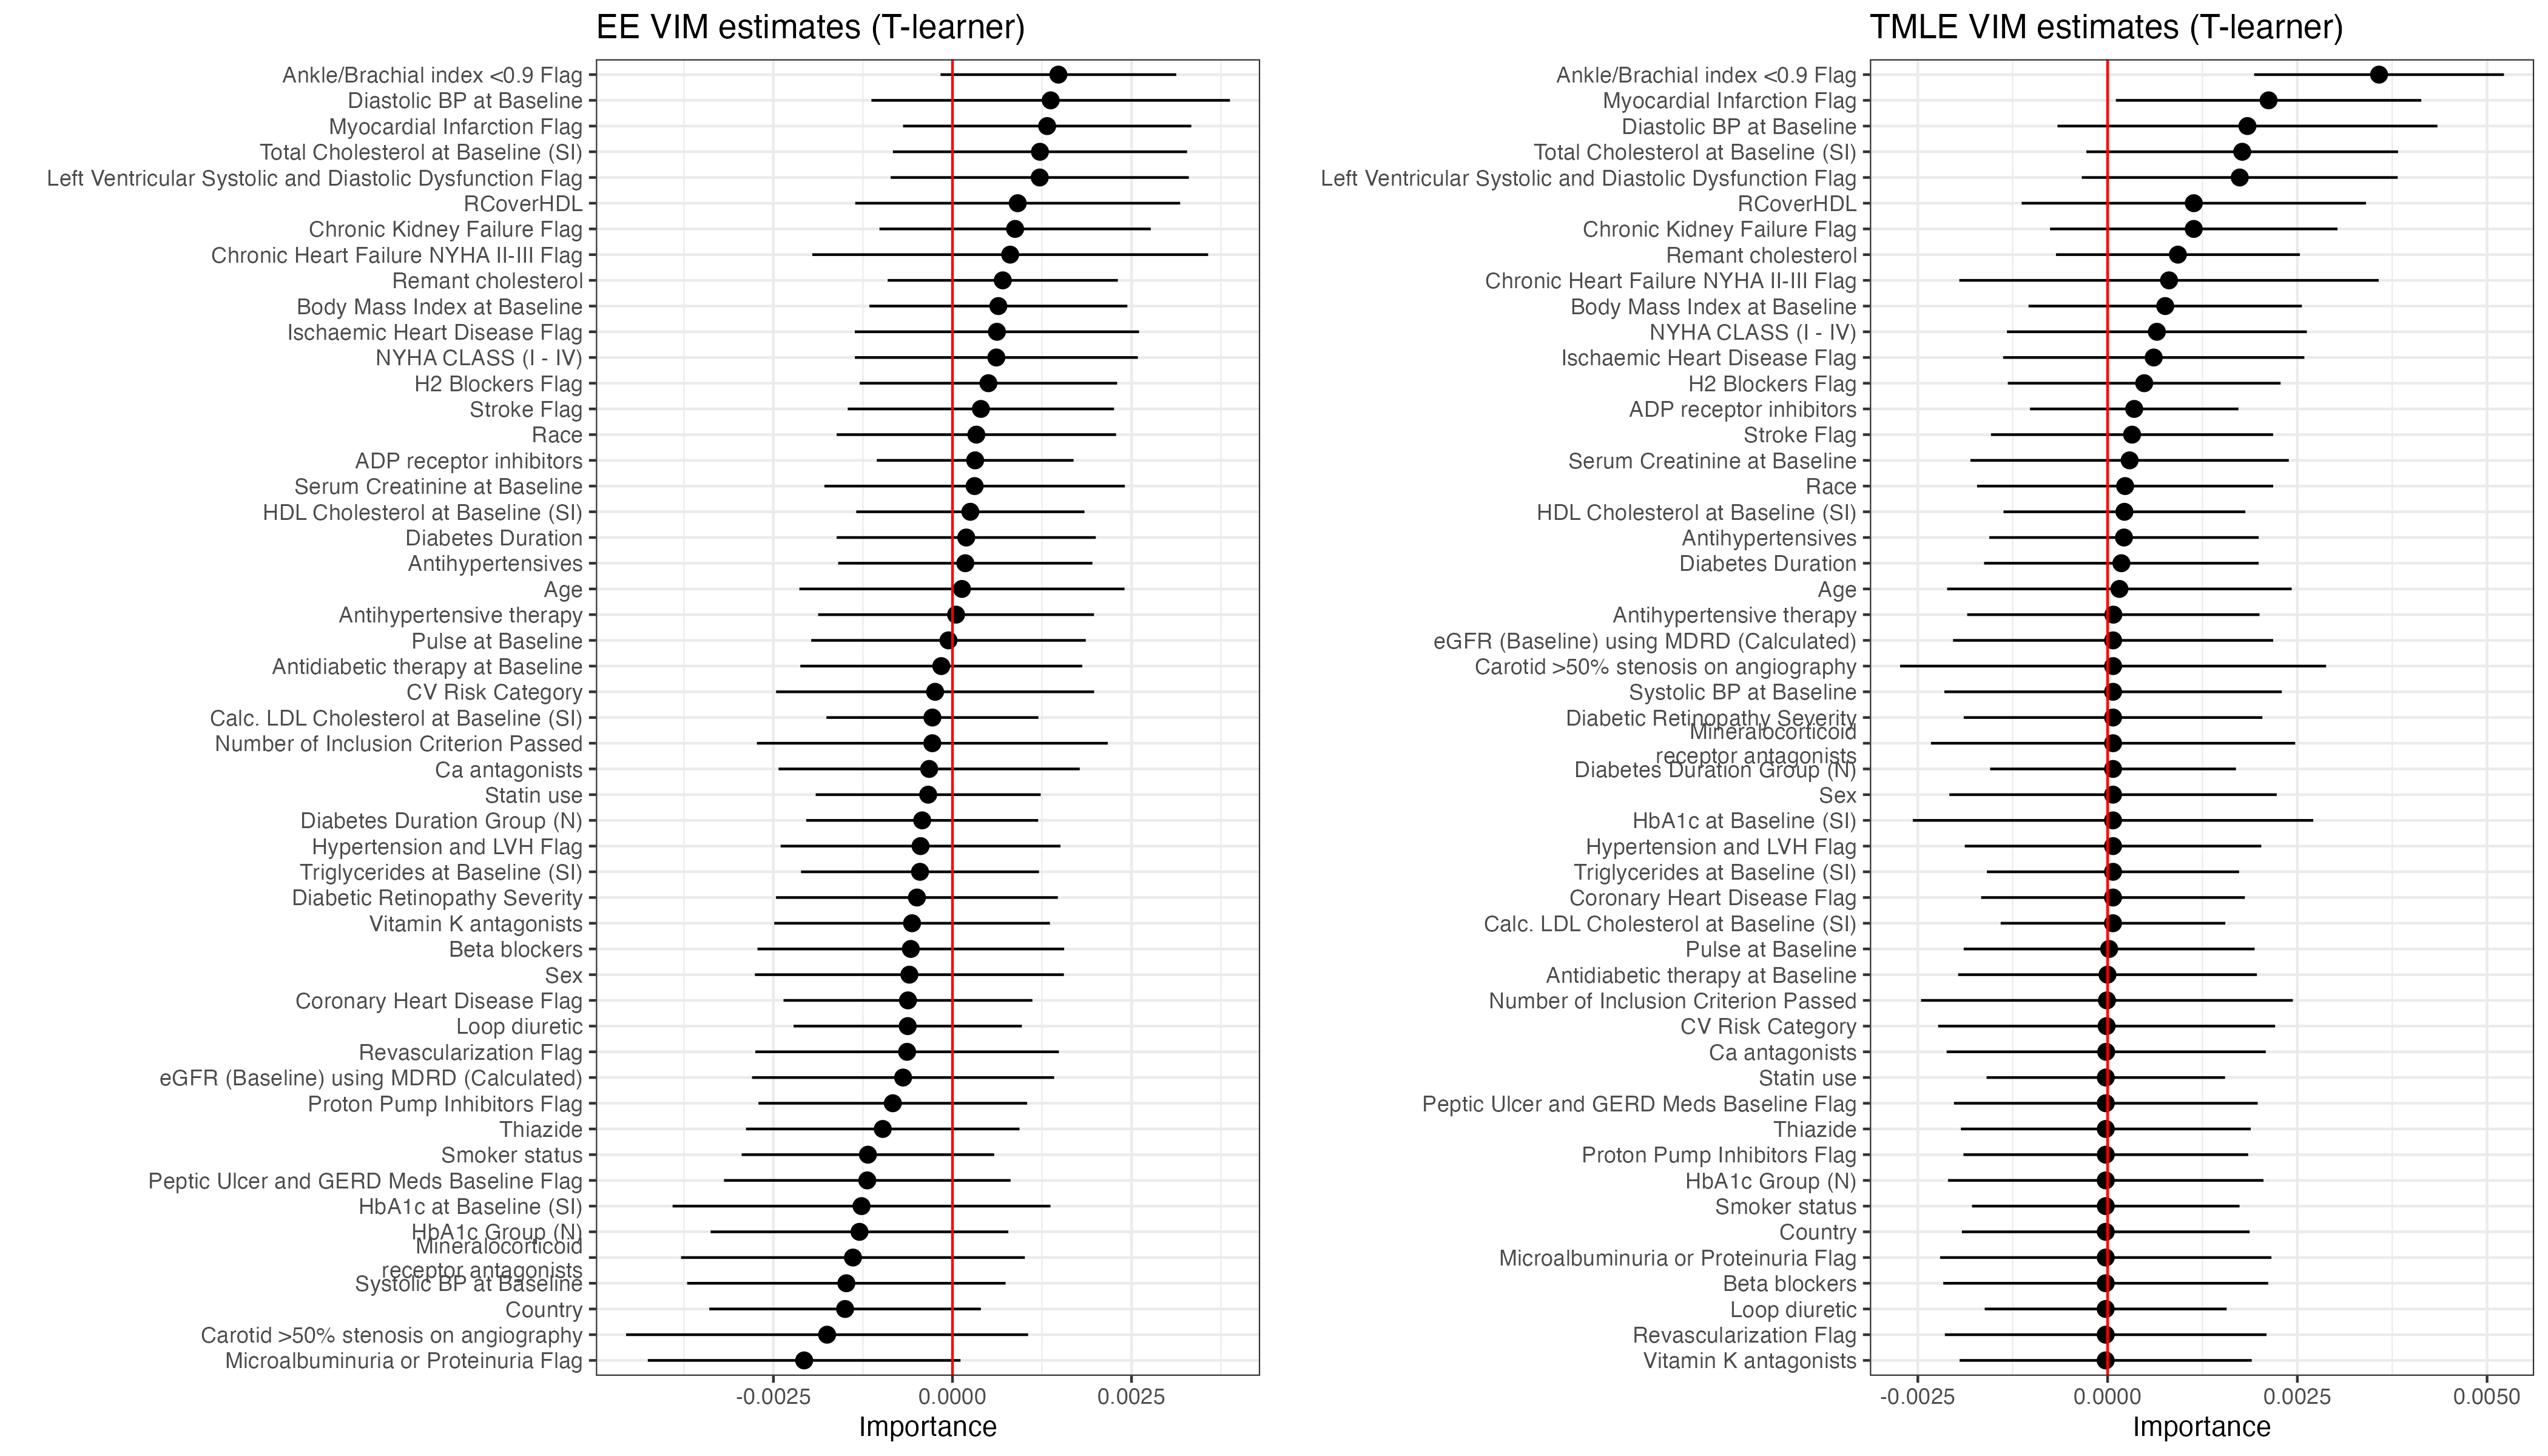 EE VIM estimates (T-learner)
Ankle/Brachial index <0.9 Flag
Diastolic BP at Baseline
Myocardial Infarction Flag
Total Cholesterol at Baseline (SI)
Left Ventricular Systolic and Diastolic Dysfunction Flag
RCoverHDL
Chronic Kidney Failure Flag
Chronic Heart Failure NYHA II-III Flag
Remant cholesterol
Body Mass Index at Baseline
Ischaemic Heart Disease Flag
NYHA CLASS (I - IV)
H2 Blockers Flag
Stroke Flag
Race
ADP receptor inhibitors
Serum Creatinine at Baseline
HDL Cholesterol at Baseline (SI)
Diabetes Duration
Antihypertensives
Age
Antihypertensive therapy
Pulse at Baseline
Antidiabetic therapy at Baseline
CV Risk Category
Calc. LDL Cholesterol at Baseline (SI)
Number of Inclusion Criterion Passed
Ca antagonists
Statin use
Diabetes Duration Group (N)
Hypertension and LVH Flag
Triglycerides at Baseline (SI)
Diabetic Retinopathy Severity
Vitamin K antagonists
Beta blockers
Sex
Coronary Heart Disease Flag
Loop diuretic
Revascularization Flag
eGFR (Baseline) using MDRD (Calculated)
Proton Pump Inhibitors Flag
Thiazide
Smoker status
Peptic Ulcer and GERD Meds Baseline Flag
HbA1c at Baseline (SI)
HbA1c Group (N)
Mineralocorticoid
receptor antagonists
Systolic BP at Baseline
Country
Carotid >50% stenosis on angiography
Microalbuminuria or Proteinuria Flag
-0.0025 0.0000 0.0025
Importance
TMLE VIM estimates (T-learner)
Ankle/Brachial index <0.9 Flag
Myocardial Infarction Flag
Diastolic BP at Baseline
Total Cholesterol at Baseline (SI)
Left Ventricular Systolic and Diastolic Dysfunction Flag
RCoverHDL
Chronic Kidney Failure Flag
Remant cholesterol
Chronic Heart Failure NYHA II-III Flag
Body Mass Index at Baseline
NYHA CLASS (I - IV)
Ischaemic Heart Disease Flag
H2 Blockers Flag
ADP receptor inhibitors
Stroke Flag
Serum Creatinine at Baseline
Race
HDL Cholesterol at Baseline (SI)
Antihypertensives
Diabetes Duration
Age
Antihypertensive therapy
eGFR (Baseline) using MDRD (Calculated)
Carotid >50% stenosis on angiography
Systolic BP at Baseline
Diabetic Retinopathy Severity
Mineralocorticoid
receptor antagonists
Diabetes Duration Group (N)
Sex
HbA1c at Baseline (SI)
Hypertension and LVH Flag
Triglycerides at Baseline (SI)
Coronary Heart Disease Flag
Calc. LDL Cholesterol at Baseline (SI)
Pulse at Baseline
Antidiabetic therapy at Baseline
Number of Inclusion Criterion Passed
CV Risk Category
Ca antagonists
Statin use
Peptic Ulcer and GERD Meds Baseline Flag
Thiazide
Proton Pump Inhibitors Flag
HbA1c Group (N)
Smoker status
Country
Microalbuminuria or Proteinuria Flag
Beta blockers
Loop diuretic
Revascularization Flag
Vitamin K antagonists
-0.0025 0.0000 0.0025 0.0050
Importance